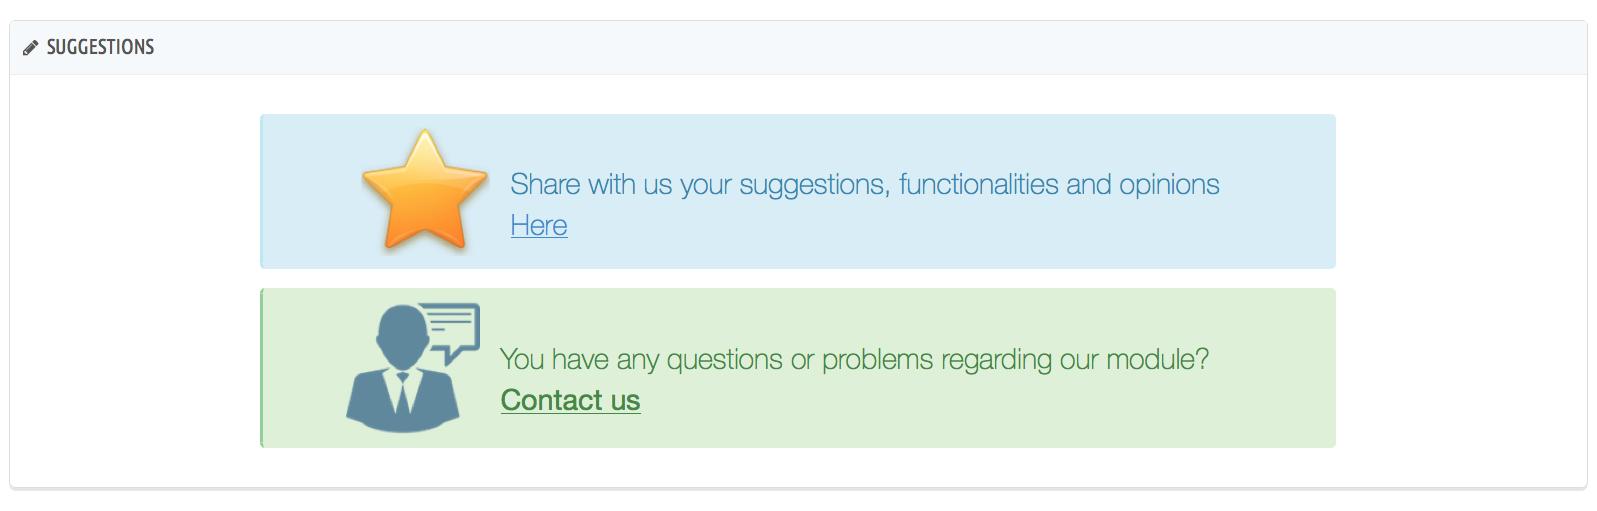 SUGGESTIONS
Share with us your suggestions, functionalities and opinions
Here
You have any questions or problems regarding our module?
Contact us